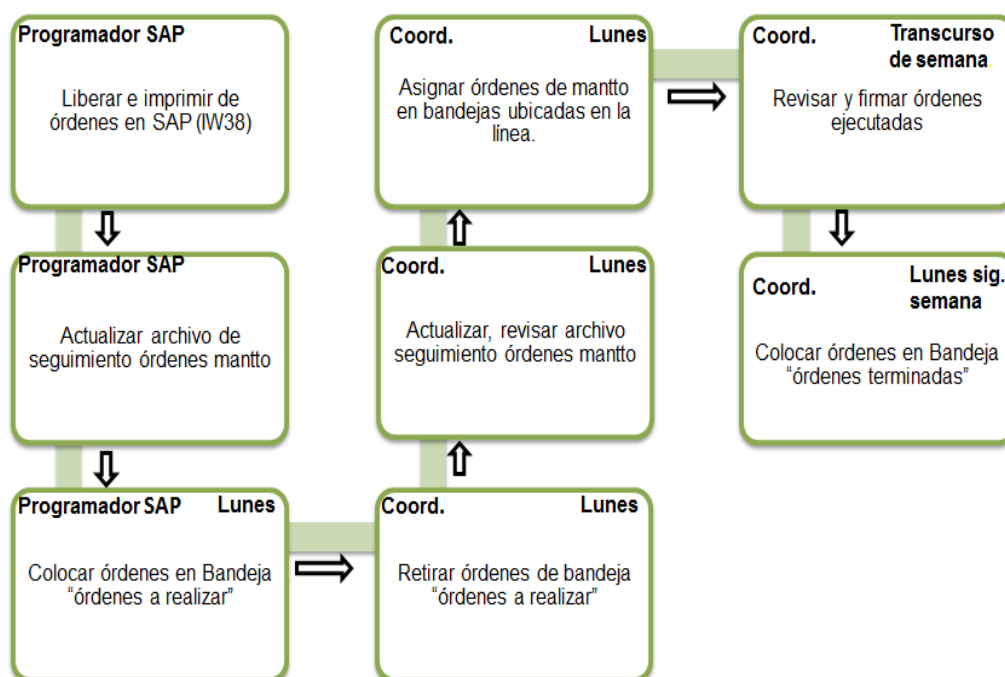 Programador SAP
Liberar e imprimir de
órdenes en SAP (IW38)
Programador SAP
Actualizar archivo de
seguimiento órdenes mantto
Programador SAP Lunes
Colocar órdenes en Bandeja
“órdenes a realizar”
Coord. Lunes
Retirar órdenes de bandeja
“órdenes a realizar”
Coord. Lunes
Actualizar, revisar archivo
seguimiento órdenes mantto
Coord. Lunes
Asignar órdenes de mantto
en bandejas ubicadas en la
línea.
Coord. Transcurso
de semana.
Revisar y firmar órdenes
ejecutadas
Coord. Lunes sig.
semana
Colocar órdenes en Bandeja
“órdenes terminadas”